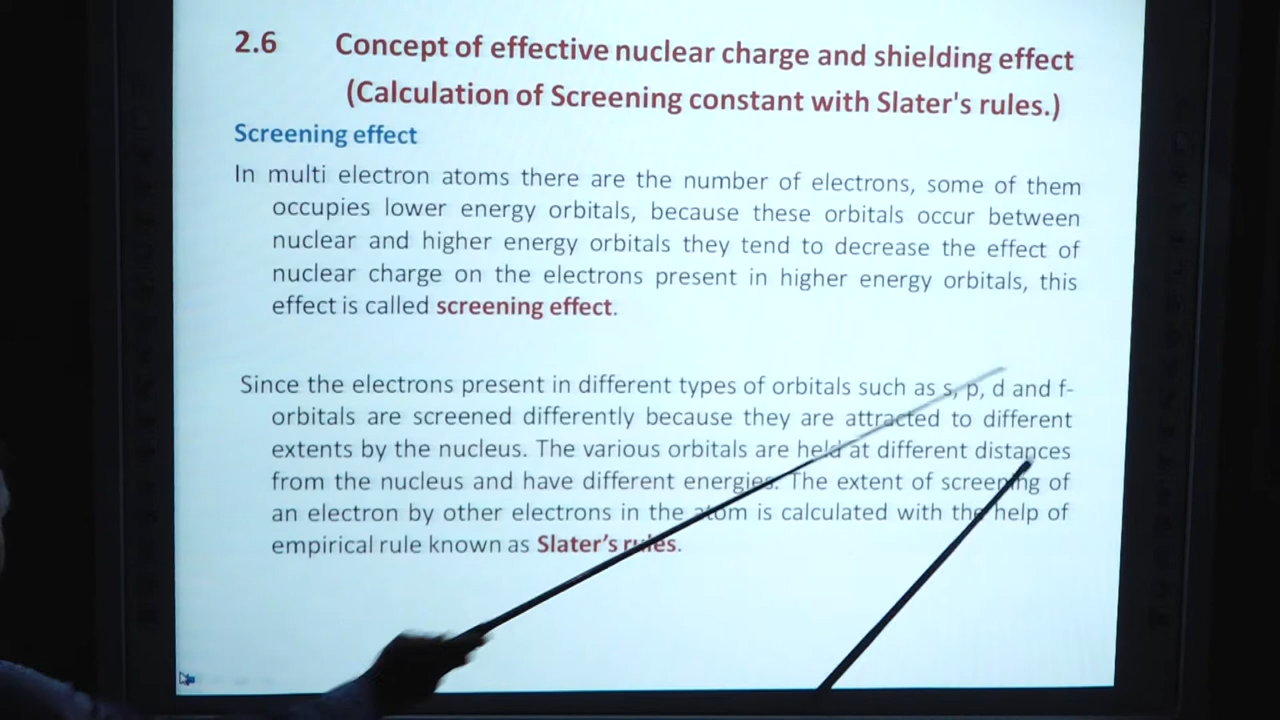 2.6 Concept of effective nuclear charge and shielding effect
(Calculation of Screening constant with Slater's rules.)
Screening effect
In multi electron atoms there are the number of electrons, some of them
occupies lower energy orbitals, because these orbitals occur between
nuclear and higher energy orbitals they tend to decrease the effect of
nuclear charge on the electrons present in higher energy orbitals, this
effect is called screening effect.
Since the electrons present in different types of orbitals such as s, p, d and f-
orbitals are screened differently because they are attracted to different
extents by the nucleus. The various orbitals are held at different distances
from the nucleus and have different energies. The extent of screening of
an electron by other electrons in the atom is calculated with the help of
empirical rule known as Slater's rules.